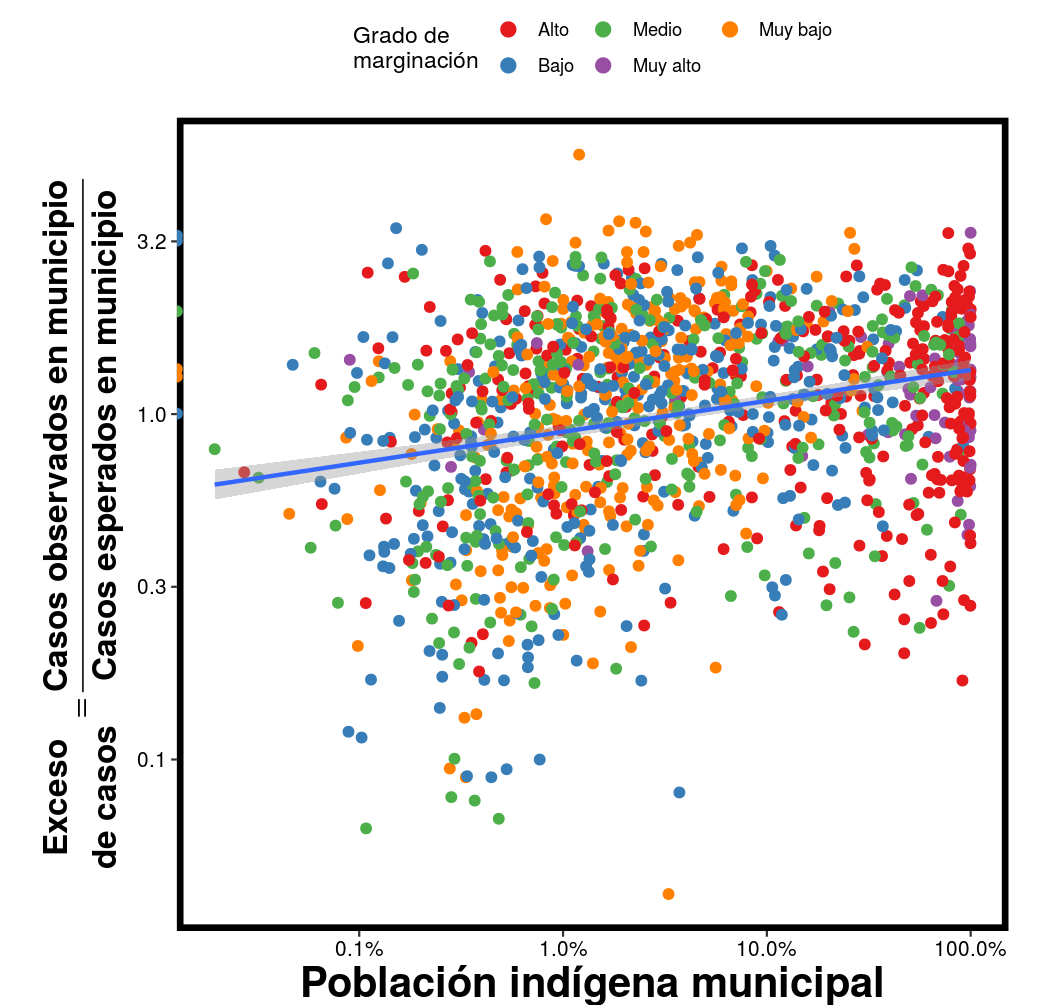 Grado de
marginación
Alto
Medio
Muy bajo
Bajo
Muy alto
Exceso
de casos
=
Casos observados en municipio
Casos esperados en municipio
3.2
1.0
0.3
0.1
0.1%
1.0%
10.0%
100.0%
Población indígena municipal